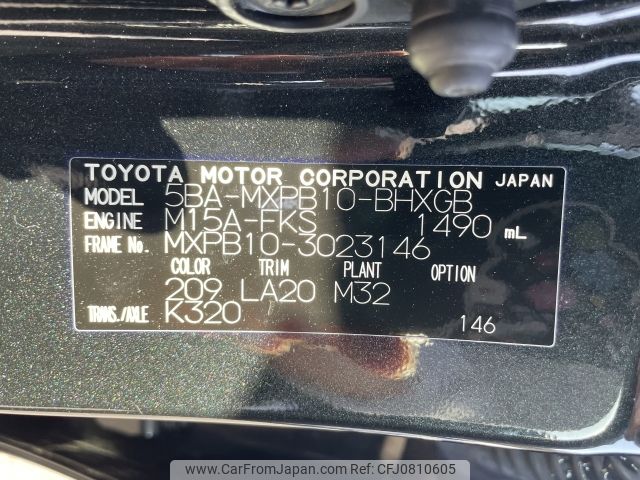 TOYOTA MOTOR CORPORATION JAPAN
MODEL 5BA-MXPB10-BHXGB
ENGINE M15A-FKS 1490 mL
FRAME No. MXPB10-3023146
COLOR TRIM PLANT OPTION
209 LA20 M32
TRANS./AXLE K320
146
www.CarFromJapan.com | © CarFromJapan | Ref. CFJ0810605